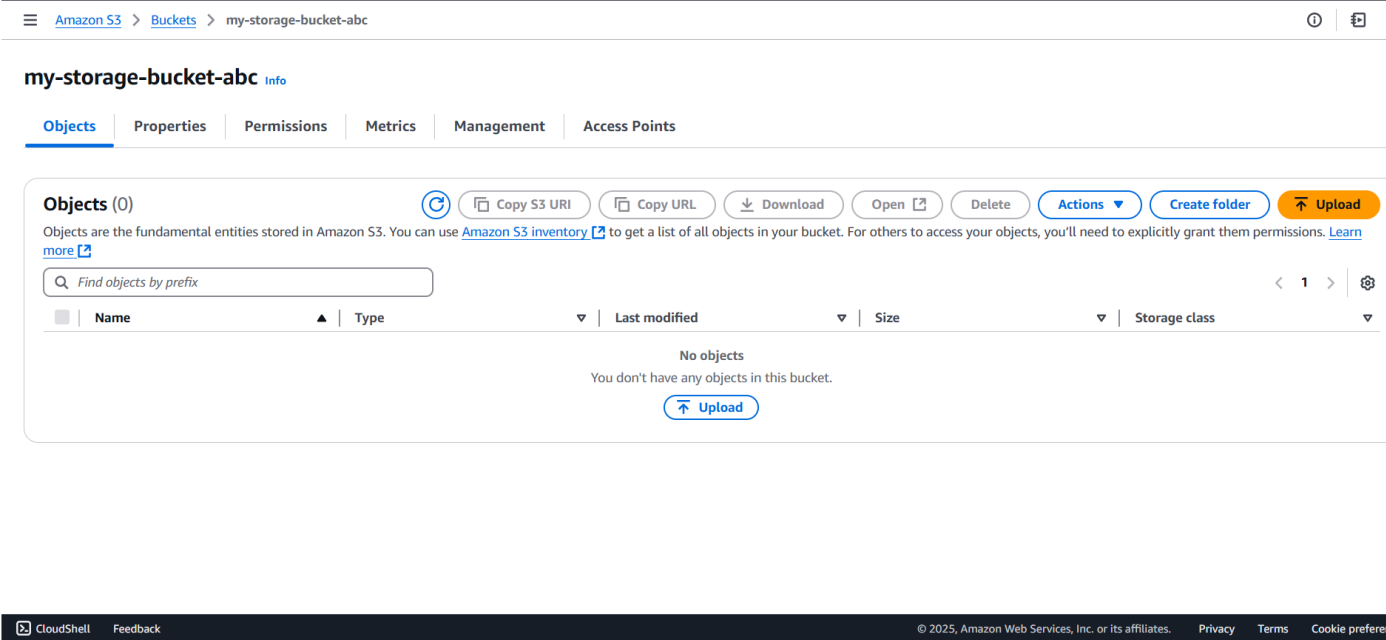 Amazon S3 > Buckets > my-storage-bucket-abc
my-storage-bucket-abc Info
Objects Properties Permissions Metrics Management Access Points
Objects (0) Copy S3 URI Copy URL Download Open Delete Actions Create folder Upload
Objects are the fundamental entities stored in Amazon S3. You can use Amazon S3 inventory to get a list of all objects in your bucket. For others to access your objects, you'll need to explicitly grant them permissions. Learn
more
Find objects by prefix 1
Name Type Last modified Size Storage class
No objects
You don't have any objects in this bucket.
Upload
CloudShell Feedback © 2025, Amazon Web Services, Inc. or its affiliates. Privacy Terms Cookie prefere